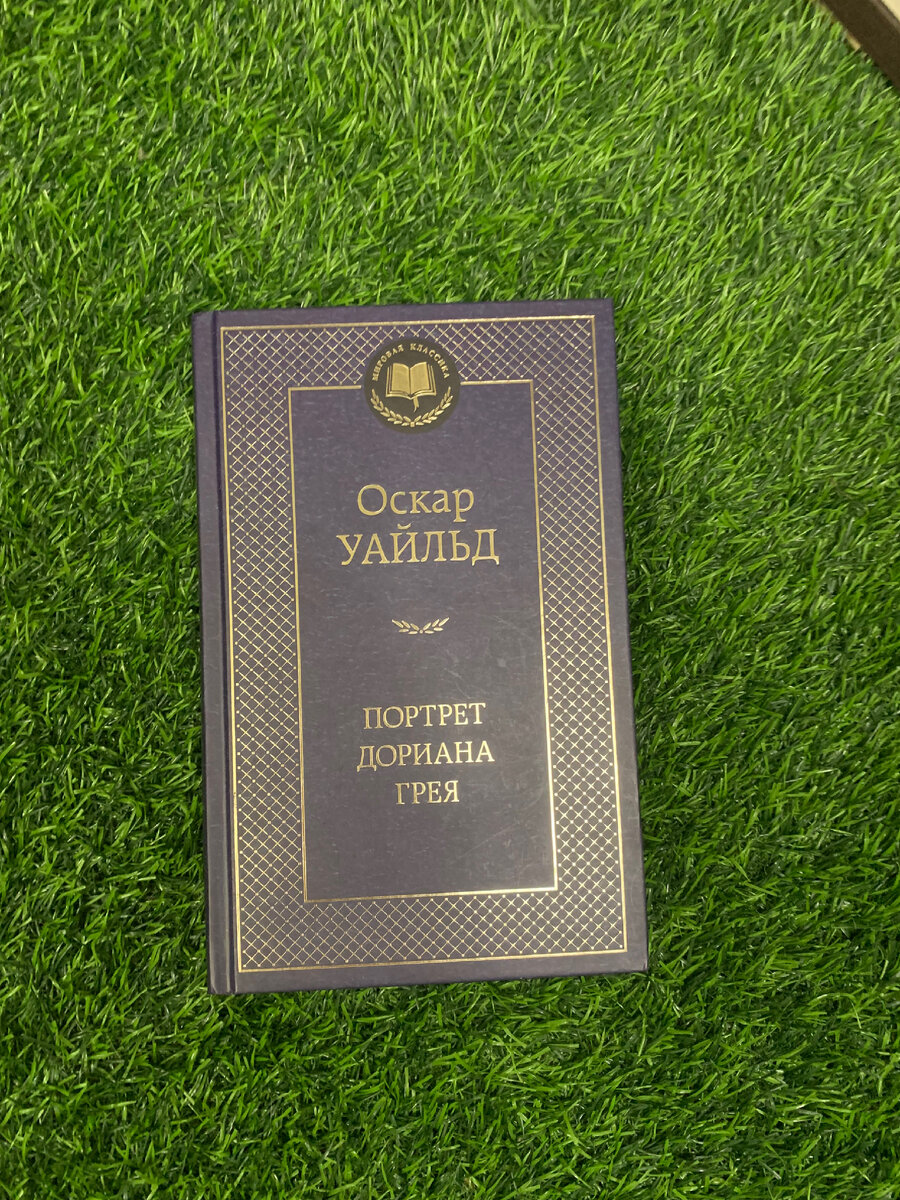 МИРОВАЯ КЛАССИКА
Оскар
УАЙЛЬД
ПОРТРЕТ
ДОРИАНА
ГРЕЯ